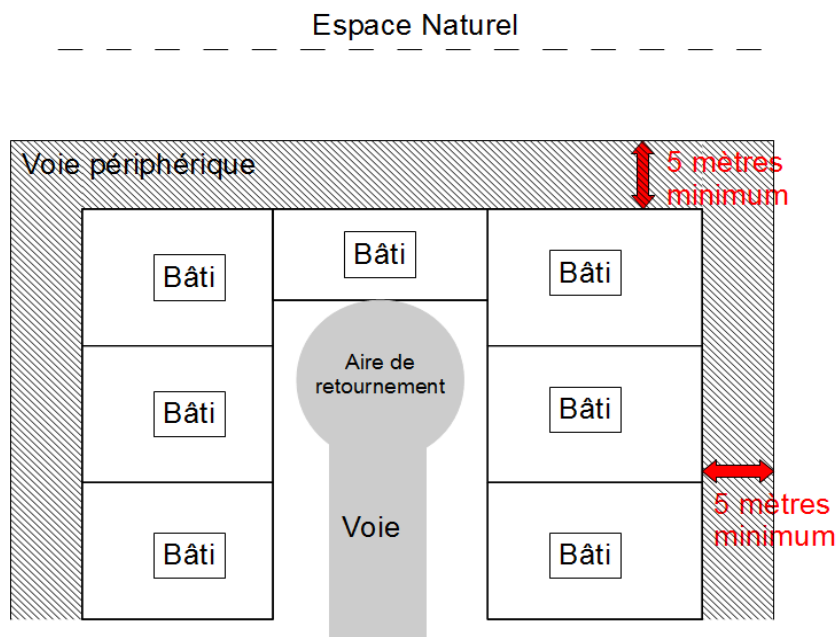 Espace Naturel
Voie périphérique
5 mètres
minimum
Bâti
Bâti
Bâti
Aire de
retournement
Bâti
Bâti
5 mètres
minimum
Voie
Bâti
Bâti